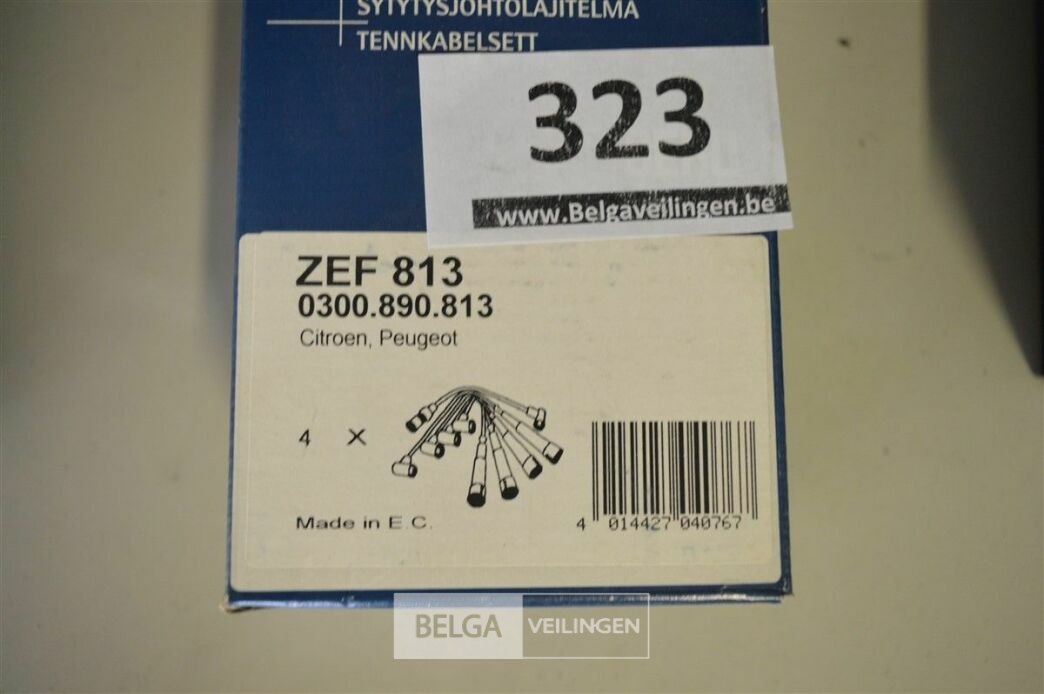 SYTYTYSJOHTOLAJITELMA
TENNKABELSETT
323
www.Belgaveilingen.be
ZEF 813
0300.890.813
Citroen, Peugeot
4 X
Made in E.C.
4 014427 040767
BELGA VEILINGEN